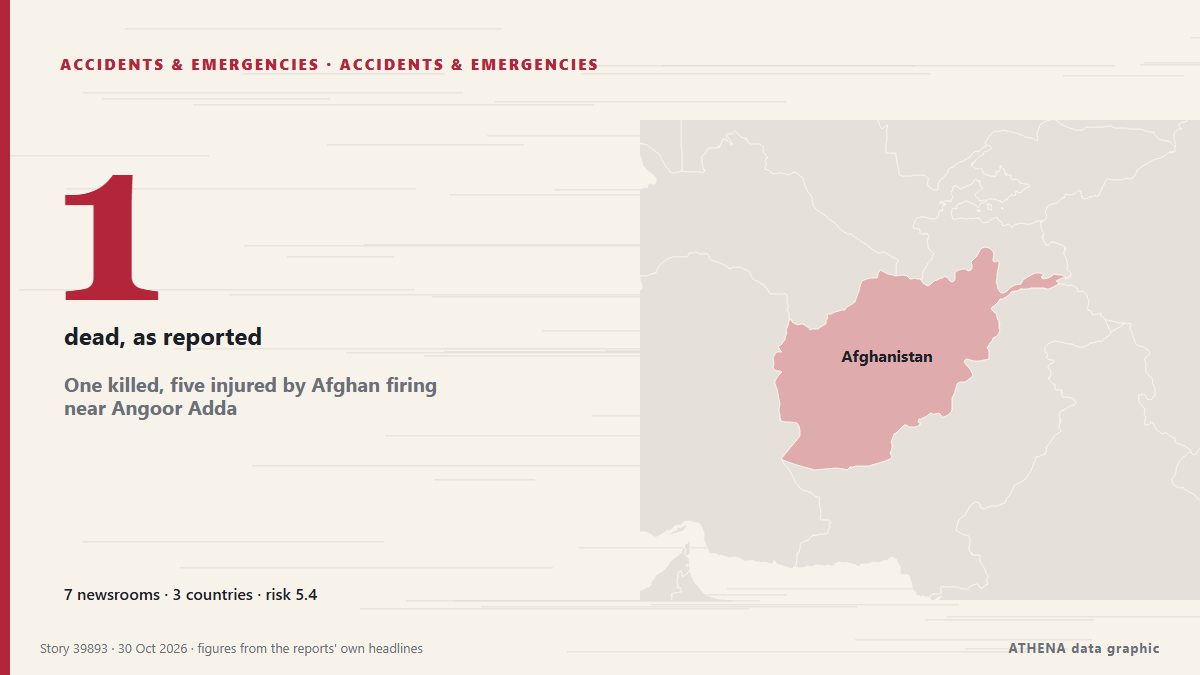 ACCIDENTS & EMERGENCIES · ACCIDENTS & EMERGENCIES
1
dead, as reported
One killed, five injured by Afghan firing
near Angoor Adda
Afghanistan
7 newsrooms · 3 countries · risk 5.4
Story 39893 · 30 Oct 2026 · figures from the reports' own headlines
ATHENA data graphic